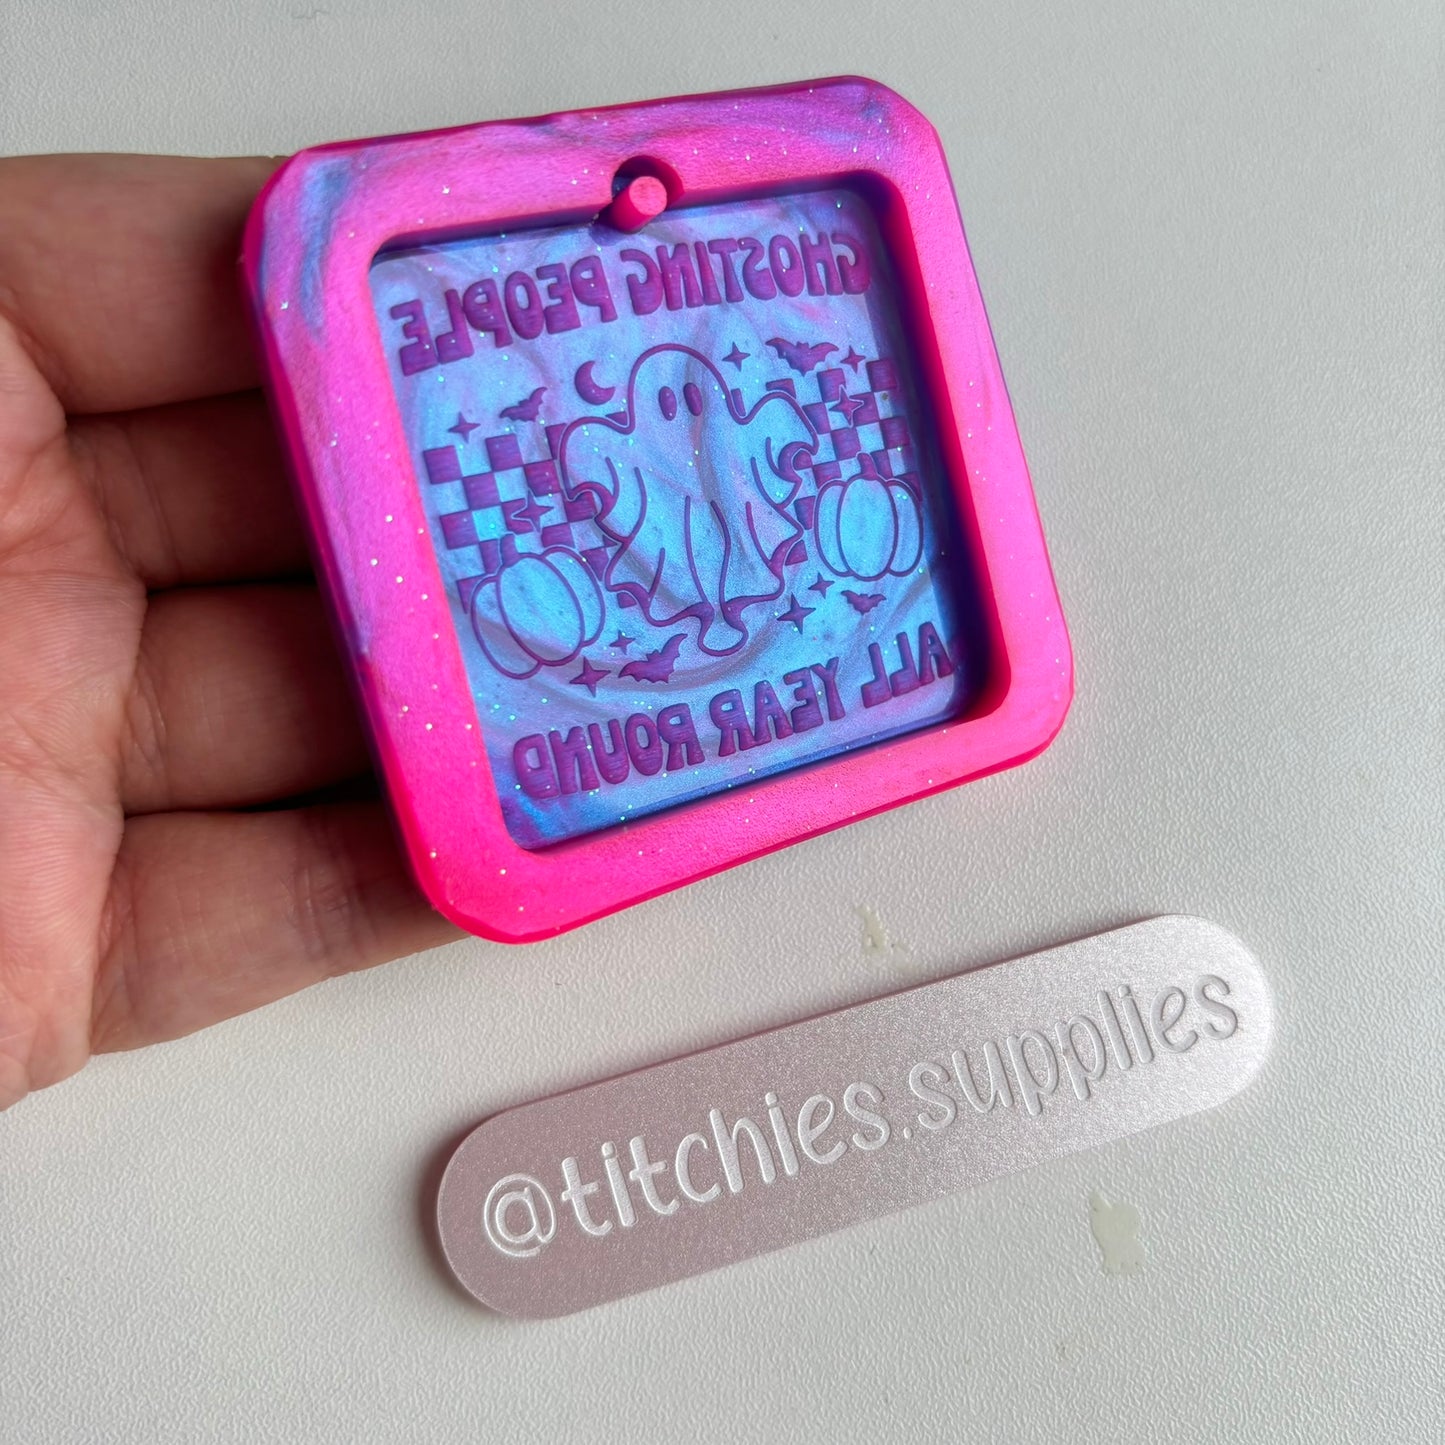 GHOSTING PEOPLE
ALL YEAR ROUND
@titchies.supplies